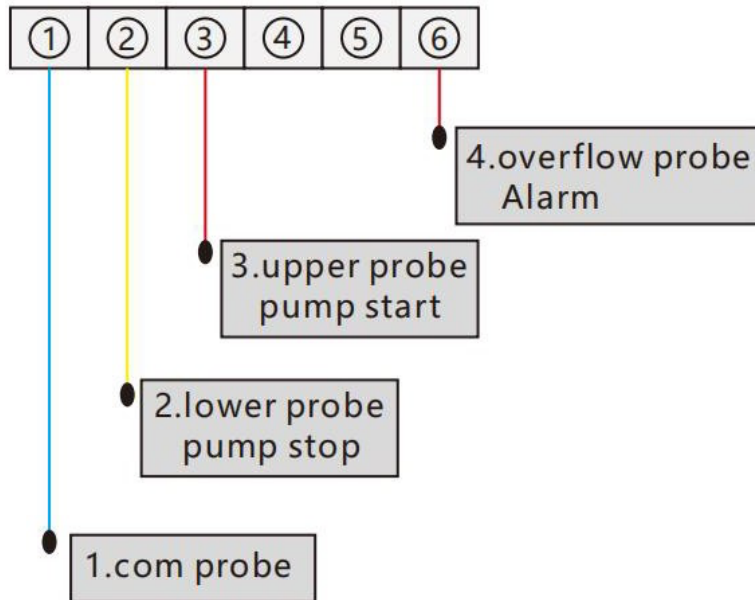 ① ② ③ ④ ⑤ ⑥
4.overflow probe
Alarm
3.upper probe
pump start
2.lower probe
pump stop
1.com probe